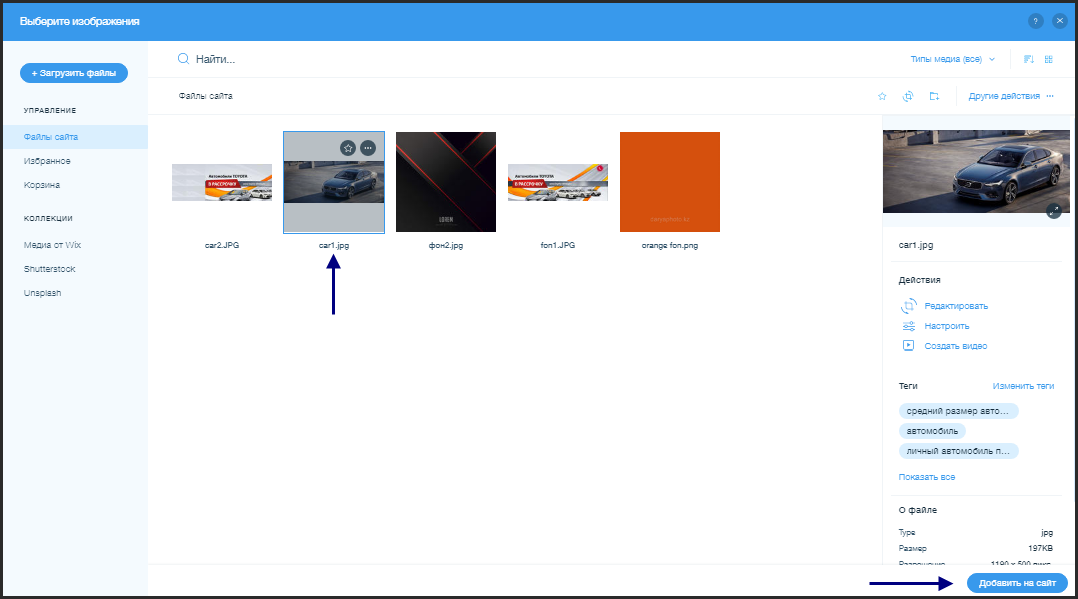 Выберите изображения
?
+ Загрузить файлы
УПРАВЛЕНИЕ
Файлы сайта
Избранное
Корзина
КОЛЛЕКЦИИ
Медиа от Wix
Shutterstock
Unsplash
Найти...
Типы медиа (все)
Файлы сайта
Другие действия ...
Автомобили TOYOTA
В РАССРОЧКУ
car2.JPG
car1.jpg
LOREM
фон2.jpg
Автомобили TOYOTA
В РАССРОЧКУ
fon1.JPG
orange fon.png
car1.jpg
Действия
Редактировать
Настроить
Создать видео
Теги
Изменить теги
средний размер авто...
автомобиль
личный автомобиль п...
Показать все
О файле
Type jpg
Размер 197KB
Разрешение 1190 x 500 пикс.
Добавить на сайт